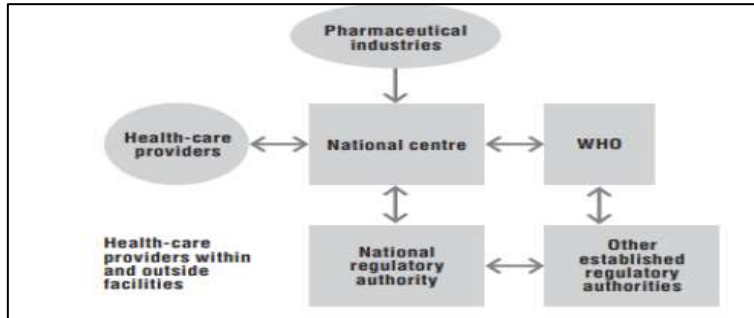 Pharmaceutical
industries
Health-care
providers
National centre
WHO
Health-care
providers within
and outside
facilities
National
regulatory
authority
Other
established
regulatory
authorities